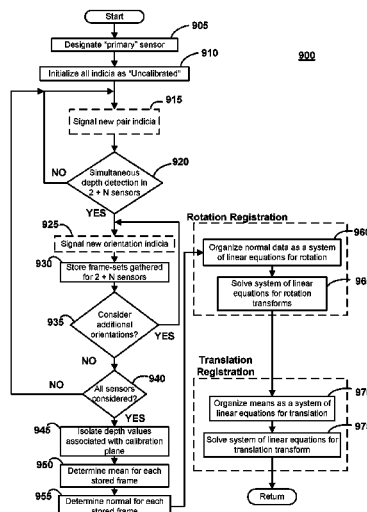 Start
905
Designate "primary" sensor
910
Initialize all indicia as "Uncalibrated"
900
915
Signal new pair indicia
NO
Simultaneous
depth detection in
2 + N sensors
920
YES
925
Signal new orientation indicia
930
Store frame-sets gathered
for 2 + N sensors
935
Consider
additional
orientations?
YES
NO
940
NO
All sensors
considered?
YES
945
Isolate depth values
associated with calibration
plane
950
Determine mean for each
stored frame
955
Determine normal for each
stored frame
Rotation Registration
Organize normal data as a system
of linear equations for rotation
Solve system of linear
equations for rotation
transforms
Translation
Registration
Organize means as a system of
linear equations for translation
Solve system of linear equations for
translation transform
Return